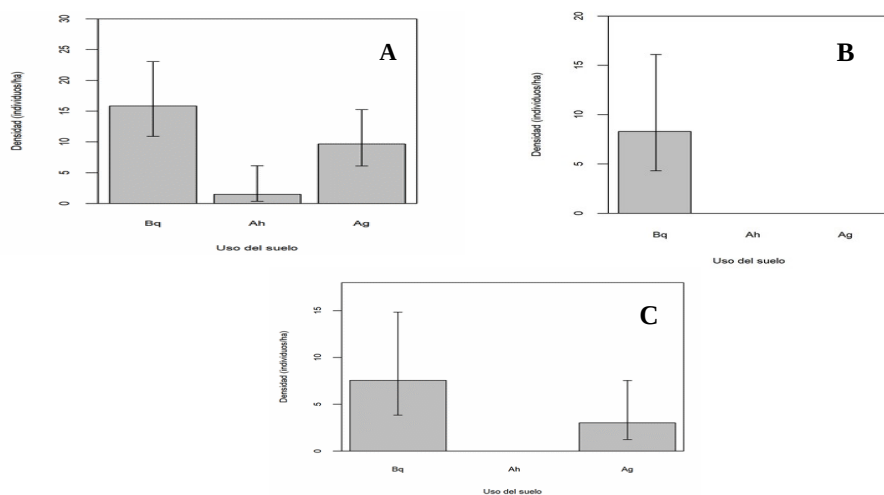 A
Densidad (individuos/ha)
30
25
20
15
10
5
0
Bq Ah Ag
Uso del suelo
B
Densidad (individuos/ha)
20
15
10
5
0
Bq Ah Ag
Uso del suelo
C
Densidad (individuos/ha)
15
10
5
0
Bq Ah Ag
Uso del suelo